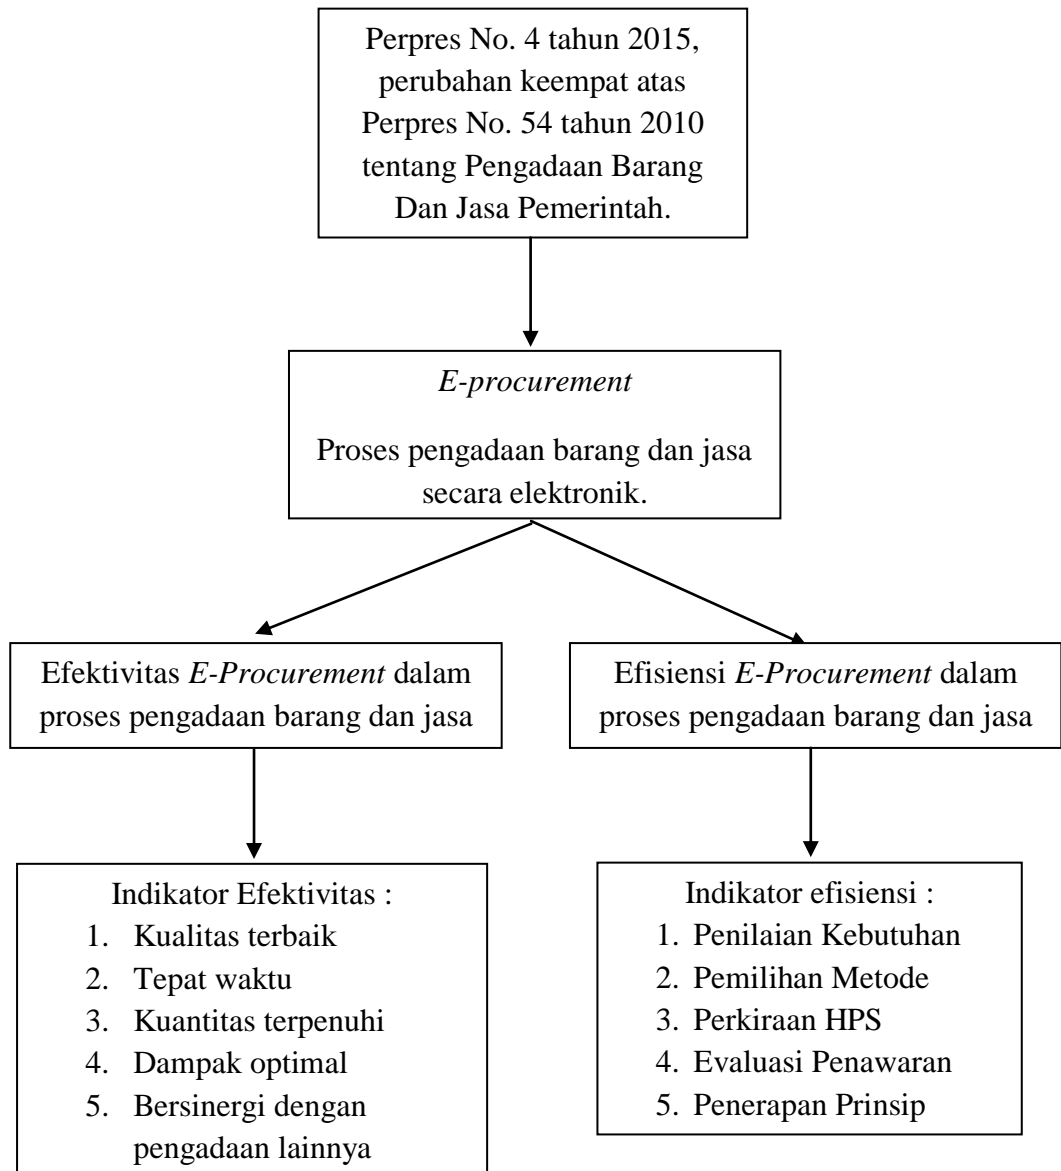 Perpres No. 4 tahun 2015,
perubahan keempat atas
Perpres No. 54 tahun 2010
tentang Pengadaan Barang
Dan Jasa Pemerintah.
E-procurement
Proses pengadaan barang dan jasa
secara elektronik.
Efektivitas E-Procurement dalam
proses pengadaan barang dan jasa
Efisiensi E-Procurement dalam
proses pengadaan barang dan jasa
Indikator Efektivitas :
1. Kualitas terbaik
2. Tepat waktu
3. Kuantitas terpenuhi
4. Dampak optimal
5. Bersinergi dengan
pengadaan lainnya
Indikator efisiensi :
1. Penilaian Kebutuhan
2. Pemilihan Metode
3. Perkiraan HPS
4. Evaluasi Penawaran
5. Penerapan Prinsip